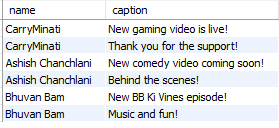 name caption
CarryMinati New gaming video is live!
CarryMinati Thank you for the support!
Ashish Chanchlani New comedy video coming soon!
Ashish Chanchlani Behind the scenes!
Bhuvan Bam New BB Ki Vines episode!
Bhuvan Bam Music and fun!